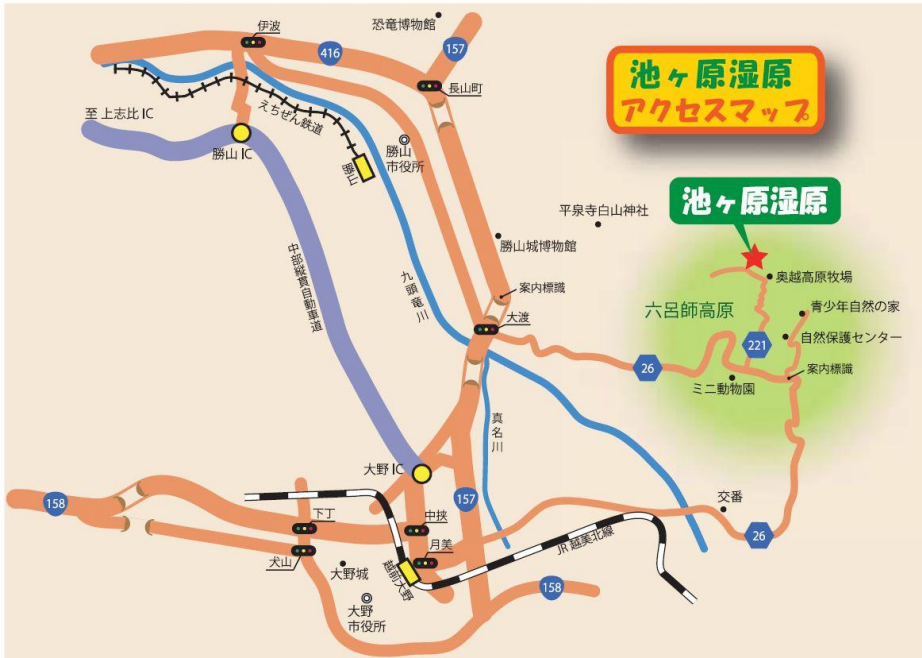 池ヶ原湿原
アクセスマップ
伊波
恐竜博物館
416
157
長山町
至 上志比 IC
えちぜん鉄道
勝山 IC
勝山
勝山
市役所
池ヶ原湿原
平泉寺白山神社
勝山城博物館
中部縦貫自動車道
九頭竜川
案内標識
奥越高原牧場
六呂師高原
青少年自然の家
大渡
221
自然保護センター
26
ミニ動物園
案内標識
真名川
大野 IC
158
157
交番
下丁
中挟
26
犬山
月美
JR 越美北線
大野城
越前大野
158
大野
市役所